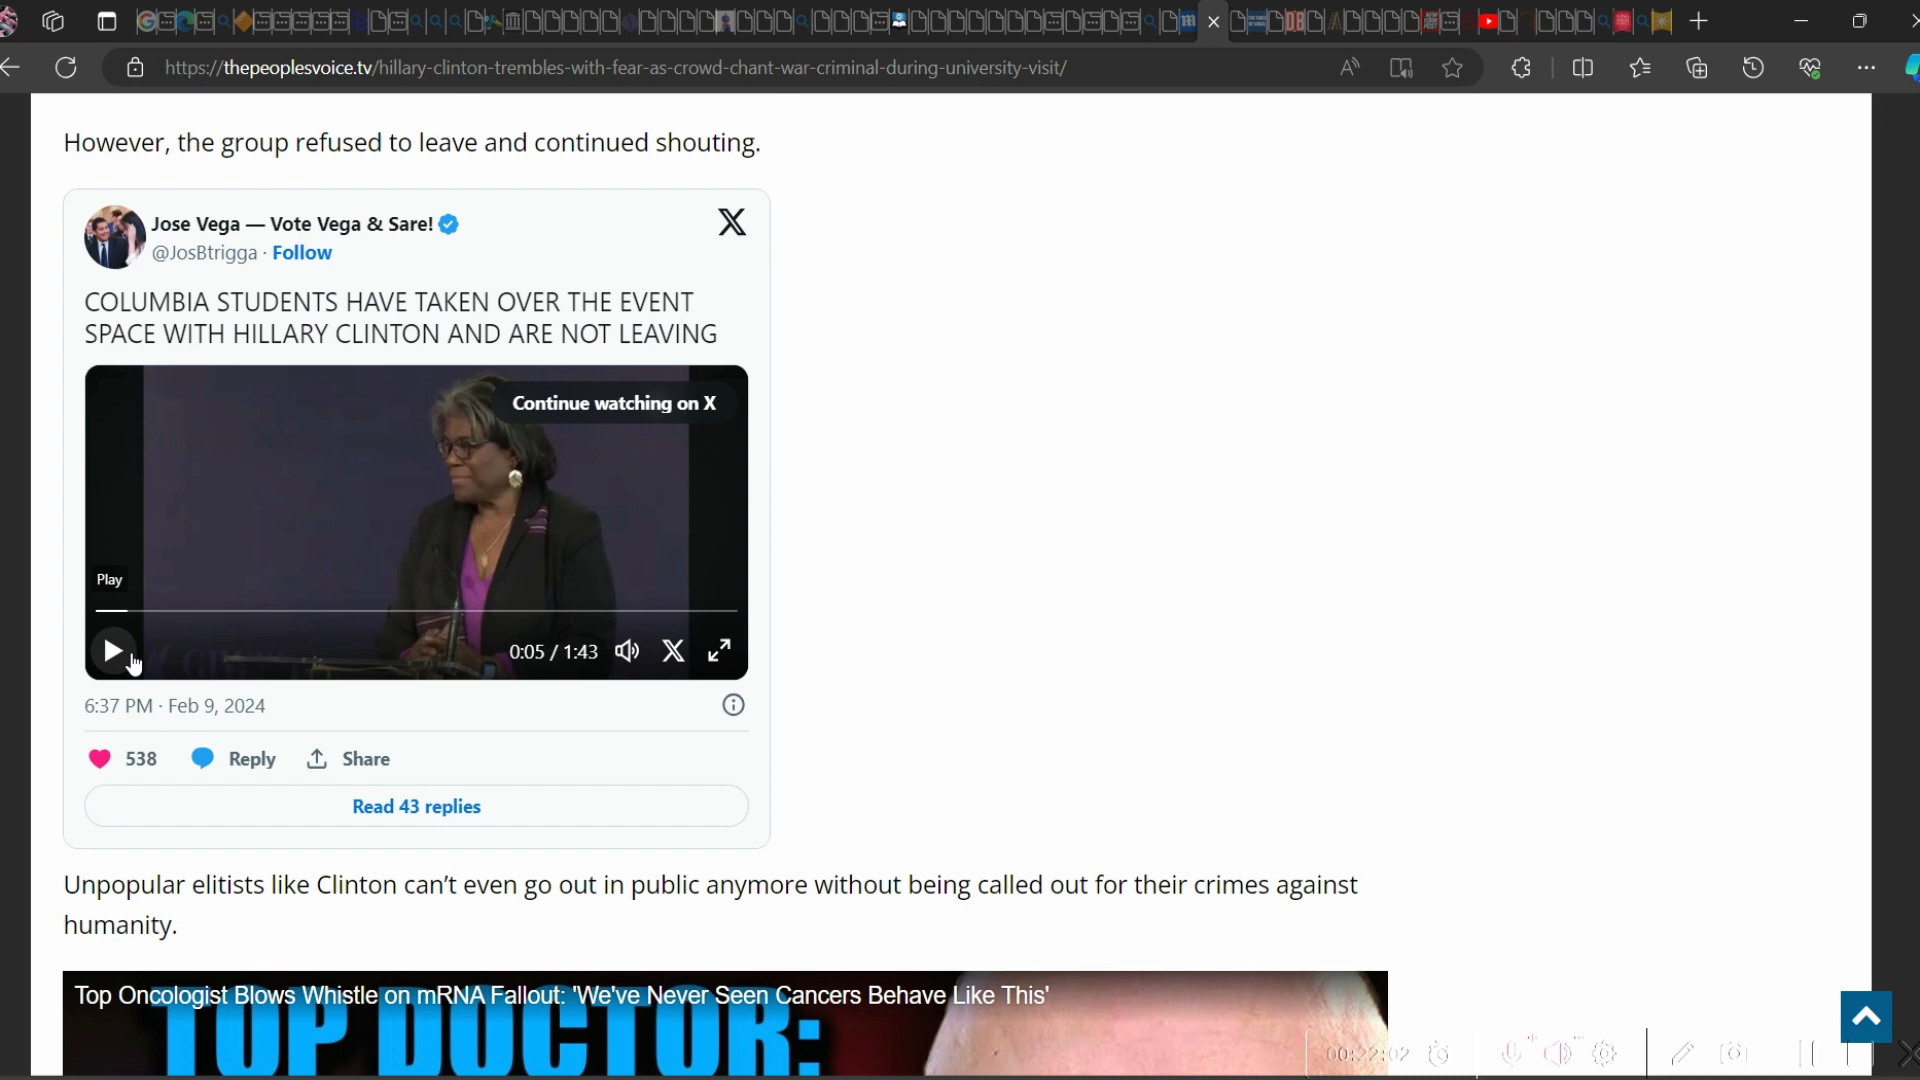 https://thepeoplesvoice.tv/hillary-clinton-trembles-with-fear-as-crowd-chant-war-criminal-during-university-visit/
However, the group refused to leave and continued shouting.
Jose Vega — Vote Vega & Sare!
@JosBtrigga · Follow
COLUMBIA STUDENTS HAVE TAKEN OVER THE EVENT
SPACE WITH HILLARY CLINTON AND ARE NOT LEAVING
Continue watching on X
Play
0:05 / 1:43
6:37 PM · Feb 9, 2024
538 Reply Share
Read 43 replies
Unpopular elitists like Clinton can’t even go out in public anymore without being called out for their crimes against
humanity.
Top Oncologist Blows Whistle on mRNA Fallout: 'We've Never Seen Cancers Behave Like This'
TOP DOCTOR:
00:22:02